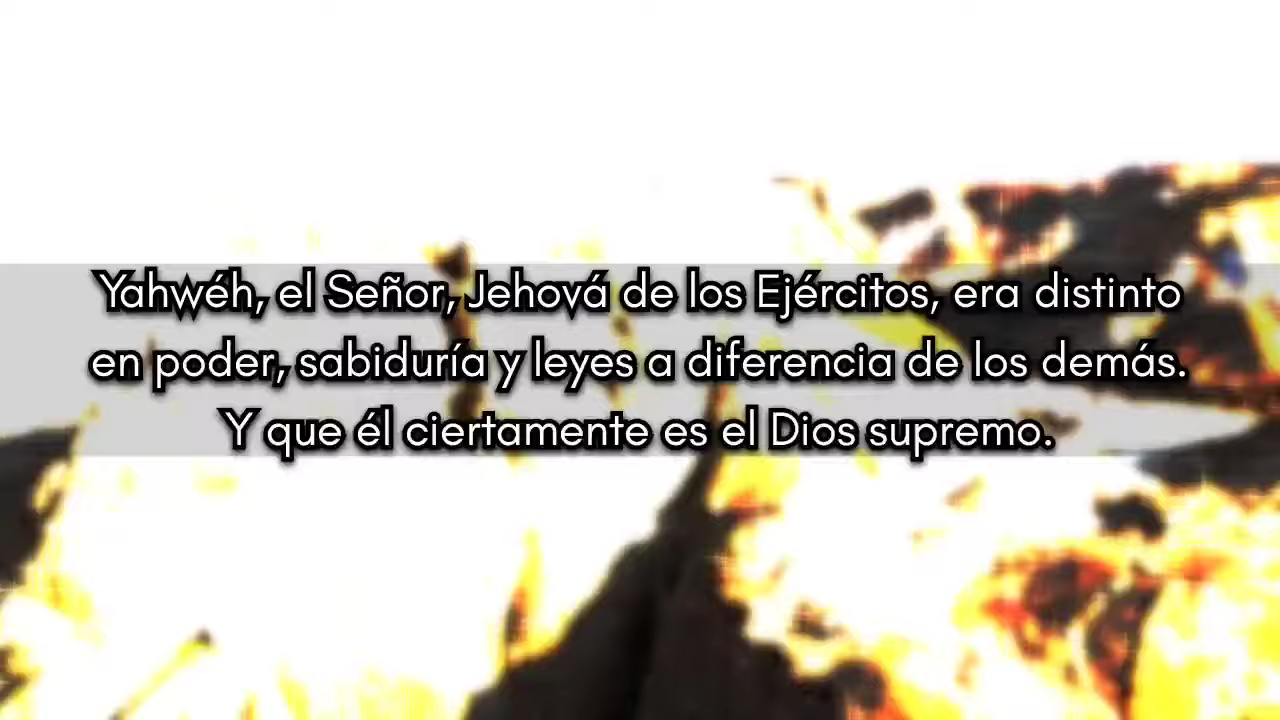 Yahwéh, el Señor, Jehová de los Ejércitos, era distinto
en poder, sabiduría y leyes a diferencia de los demás.
Y que él ciertamente es el Dios supremo.